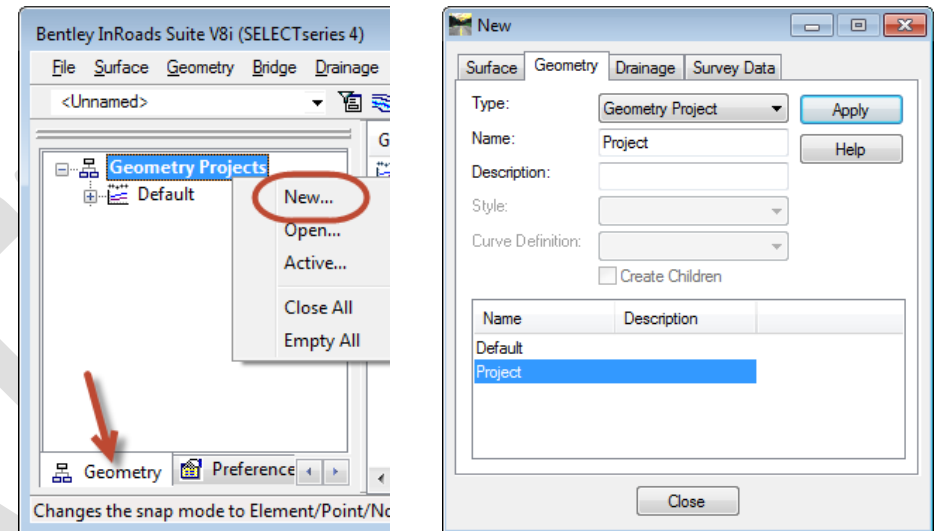 Bentley InRoads Suite V8i (SELECTseries 4)
File Surface Geometry Bridge Drainage
<Unnamed>
G
Geometry Projects
Default
New...
Open...
Active...
Close All
Empty All
Geometry
Preference
Changes the snap mode to Element/Point/No
New
Surface Geometry Drainage Survey Data
Type: Geometry Project Apply
Name: Project Help
Description:
Style:
Curve Definition:
Create Children
Name Description
Default
Project
Close